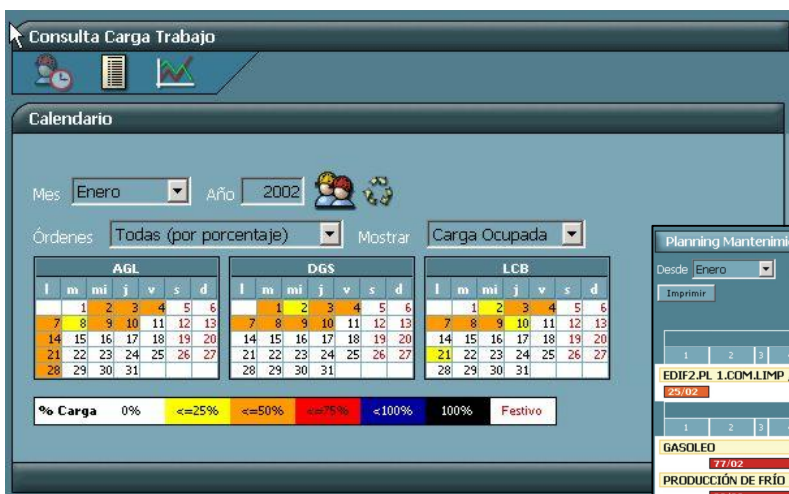 Consulta Carga Trabajo
Calendario
Mes Enero Año 2002
Órdenes Todas (por porcentaje) Mostrar Carga Ocupada
AGL DGS LCB
l m mi j v s d l m mi j v s d l m mi j v s d
1 2 3 4 5 6 1 2 3 4 5 6 1 2 3 4 5 6
7 8 9 10 11 12 13 7 8 9 10 11 12 13 7 8 9 10 11 12 13
14 15 16 17 18 19 20 14 15 16 17 18 19 20 14 15 16 17 18 19 20
21 22 23 24 25 26 27 21 22 23 24 25 26 27 21 22 23 24 25 26 27
28 29 30 31 28 29 30 31 28 29 30 31
% Carga 0% <=25% <=50% <=75% <100% 100% Festivo
Planning Mantenimi
Desde Enero
Imprimir
1 2 3
EDIF2.PL 1.COM.LIMP
25/02
1 2 3
GASOLEO
77/02
PRODUCCIÓN DE FRÍO